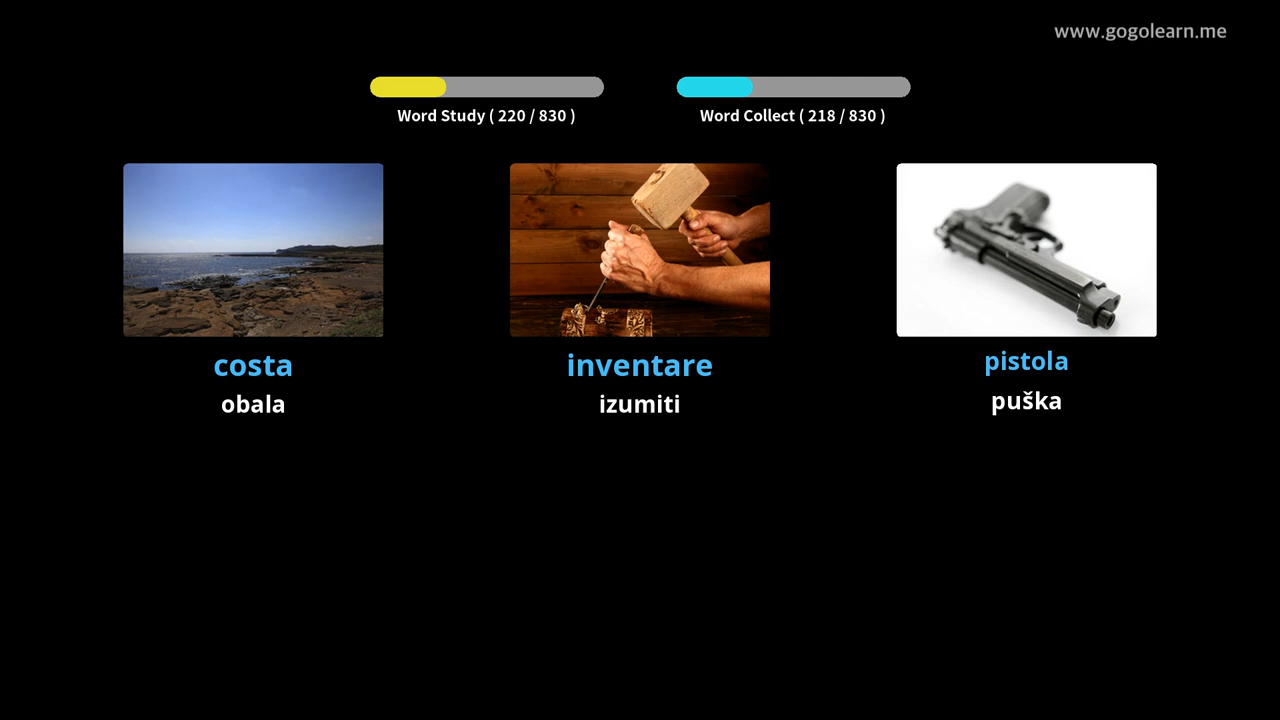 www.gogolearn.me
Word Study ( 220 / 830 )
Word Collect ( 218 / 830 )
costa
obala
inventare
izumiti
pistola
puška